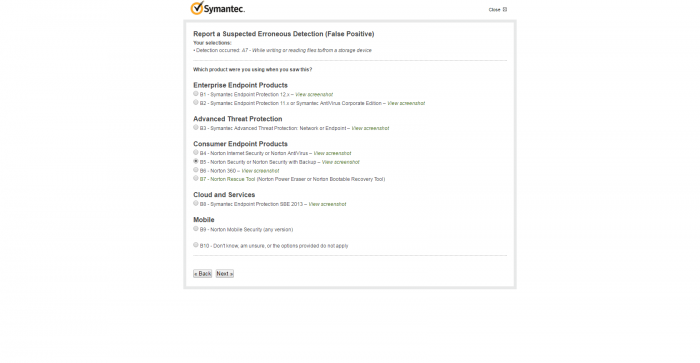 Symantec.
Close
Report a Suspected Erroneous Detection (False Positive)
Your selections:
• Detection occurred: A7 - While writing or reading files to/from a storage device
Which product were you using when you saw this?
Enterprise Endpoint Products
B1 - Symantec Endpoint Protection 12.x – View screenshot
B2 - Symantec Endpoint Protection 11.x or Symantec AntiVirus Corporate Edition – View screenshot
Advanced Threat Protection
B3 - Symantec Advanced Threat Protection: Network or Endpoint – View screenshot
Consumer Endpoint Products
B4 - Norton Internet Security or Norton AntiVirus – View screenshot
B5 - Norton Security or Norton Security with Backup – View screenshot
B6 - Norton 360 – View screenshot
B7 - Norton Rescue Tool (Norton Power Eraser or Norton Bootable Recovery Tool)
Cloud and Services
B8 - Symantec Endpoint Protection SBE 2013 – View screenshot
Mobile
B9 - Norton Mobile Security (any version)
B10 - Don't know, am unsure, or the options provided do not apply
« Back Next »